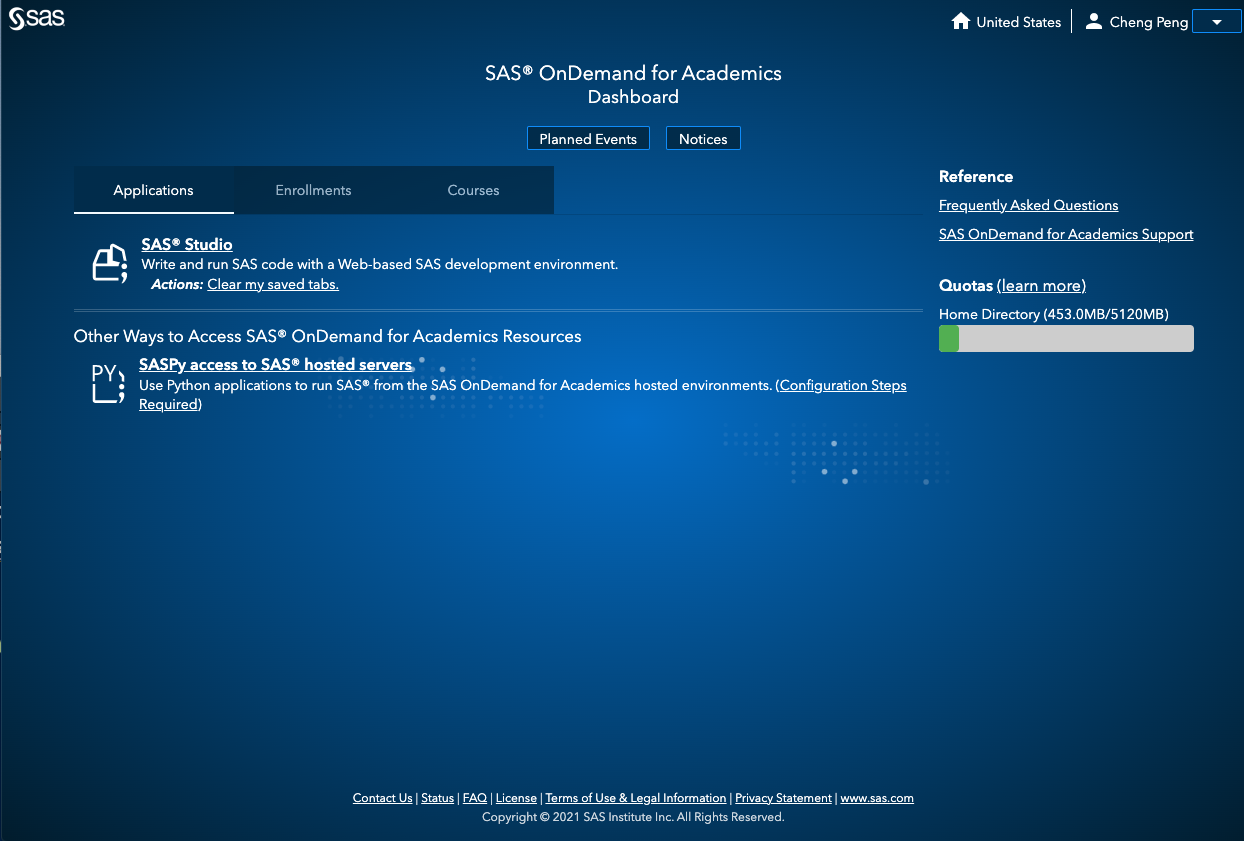 sas
United States
Cheng Peng
SAS® OnDemand for Academics
Dashboard
Planned Events
Notices
Applications
Enrollments
Courses
SAS® Studio
Write and run SAS code with a Web-based SAS development environment.
Actions: Clear my saved tabs.
Other Ways to Access SAS® OnDemand for Academics Resources
PY
SASPy access to SAS® hosted servers
Use Python applications to run SAS® from the SAS OnDemand for Academics hosted environments. (Configuration Steps
Required)
Reference
Frequently Asked Questions
SAS OnDemand for Academics Support
Quotas (learn more)
Home Directory (453.0MB/5120MB)
Contact Us | Status | FAQ | License | Terms of Use & Legal Information | Privacy Statement | www.sas.com
Copyright © 2021 SAS Institute Inc. All Rights Reserved.